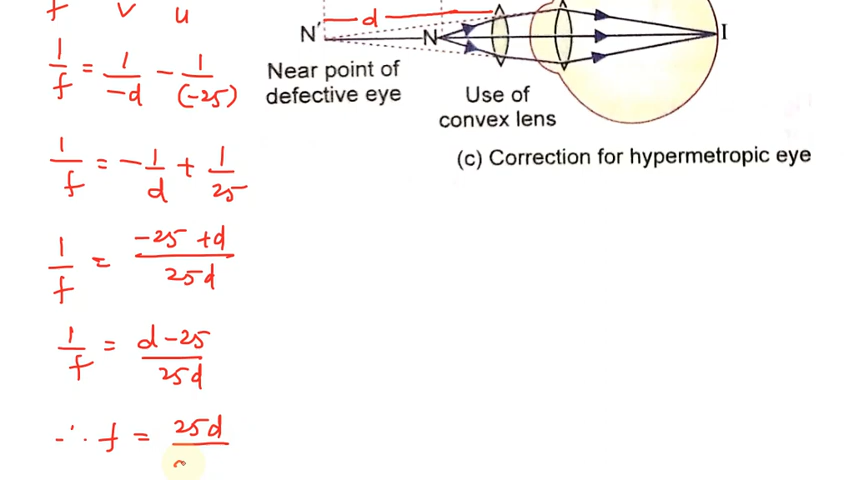 f v u
d
N′ N I
1/f = 1/-d - 1/(-25)
Near point of
defective eye
Use of
convex lens
(c) Correction for hypermetropic eye
1/f = - 1/d + 1/25
1/f = -25 + d/25d
1/f = d - 25/25d
∴ f = 25d